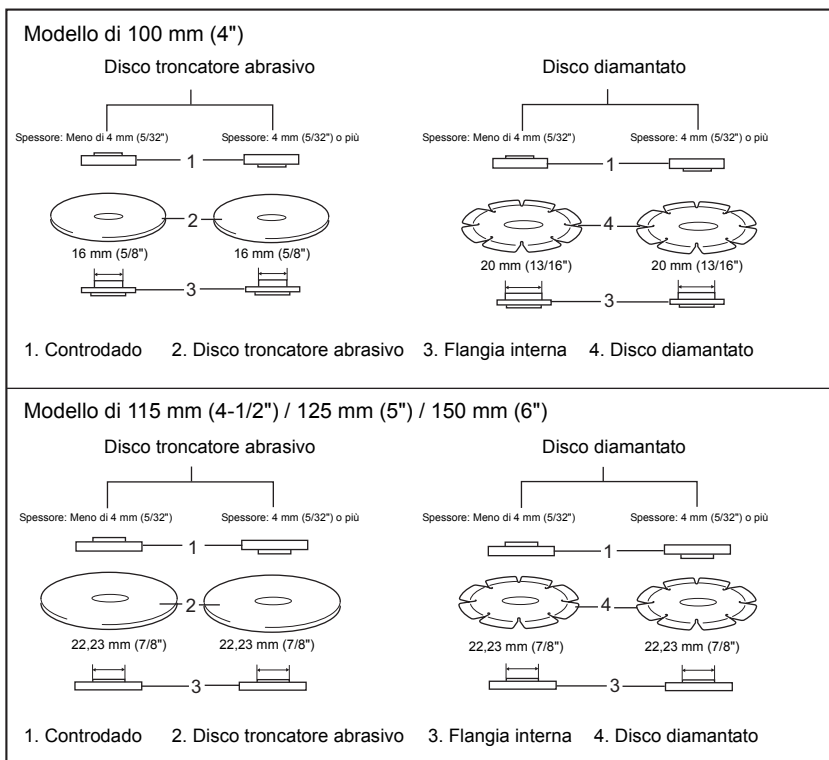 Modello di 100 mm (4")
Disco troncatore abrasivo
Disco diamantato
Spessore: Meno di 4 mm (5/32")
Spessore: 4 mm (5/32") o più
Spessore: Meno di 4 mm (5/32")
Spessore: 4 mm (5/32") o più
1
1
2
4
16 mm (5/8")
16 mm (5/8")
20 mm (13/16")
20 mm (13/16")
3
3
1. Controdado 2. Disco troncatore abrasivo 3. Flangia interna 4. Disco diamantato
Modello di 115 mm (4-1/2") / 125 mm (5") / 150 mm (6")
Disco troncatore abrasivo
Disco diamantato
Spessore: Meno di 4 mm (5/32")
Spessore: 4 mm (5/32") o più
Spessore: Meno di 4 mm (5/32")
Spessore: 4 mm (5/32") o più
1
1
2
4
22,23 mm (7/8")
22,23 mm (7/8")
22,23 mm (7/8")
22,23 mm (7/8")
3
3
1. Controdado 2. Disco troncatore abrasivo 3. Flangia interna 4. Disco diamantato